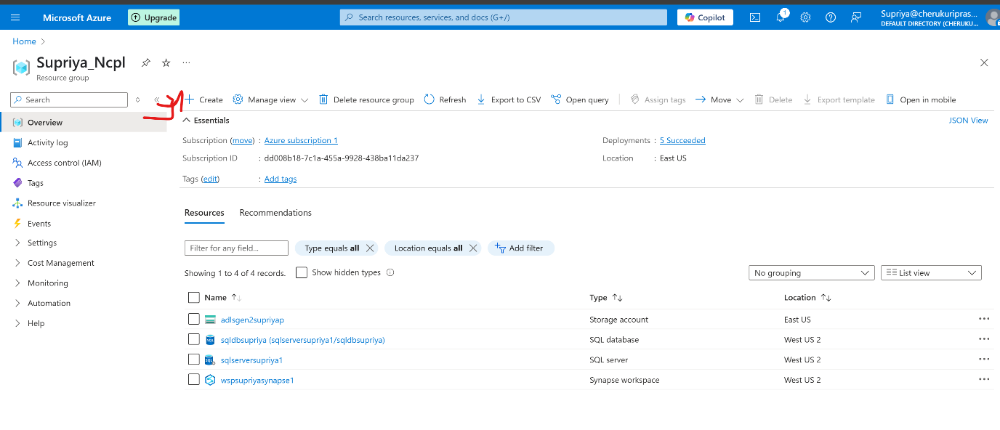 Microsoft Azure Upgrade Search resources, services, and docs (G+/) Copilot 1 Supriya@cherukuripras...
DEFAULT DIRECTORY (CHERUKU...
Home
Supriya_Ncpl ...
Resource group
Search
Create Manage view Delete resource group Refresh Export to CSV Open query Assign tags Move Delete Export template Open in mobile
Overview
Activity log
Access control (IAM)
Tags
Resource visualizer
Events
Settings
Cost Management
Monitoring
Automation
Help
Essentials JSON View
Subscription (move) : Azure subscription 1 Deployments : 5 Succeeded
Subscription ID : dd008b18-7c1a-455a-9928-438ba11da237 Location : East US
Tags (edit) : Add tags
Resources Recommendations
Filter for any field... Type equals all Location equals all Add filter
Showing 1 to 4 of 4 records. Show hidden types No grouping List view
Name Type Location
adlsgen2supriyap Storage account East US
SQL sqldbsupriya (sqlserversupriya1/sqldbsupriya) SQL database West US 2
SQL sqlserversupriya1 SQL server West US 2
wspsupriyasynapse1 Synapse workspace West US 2